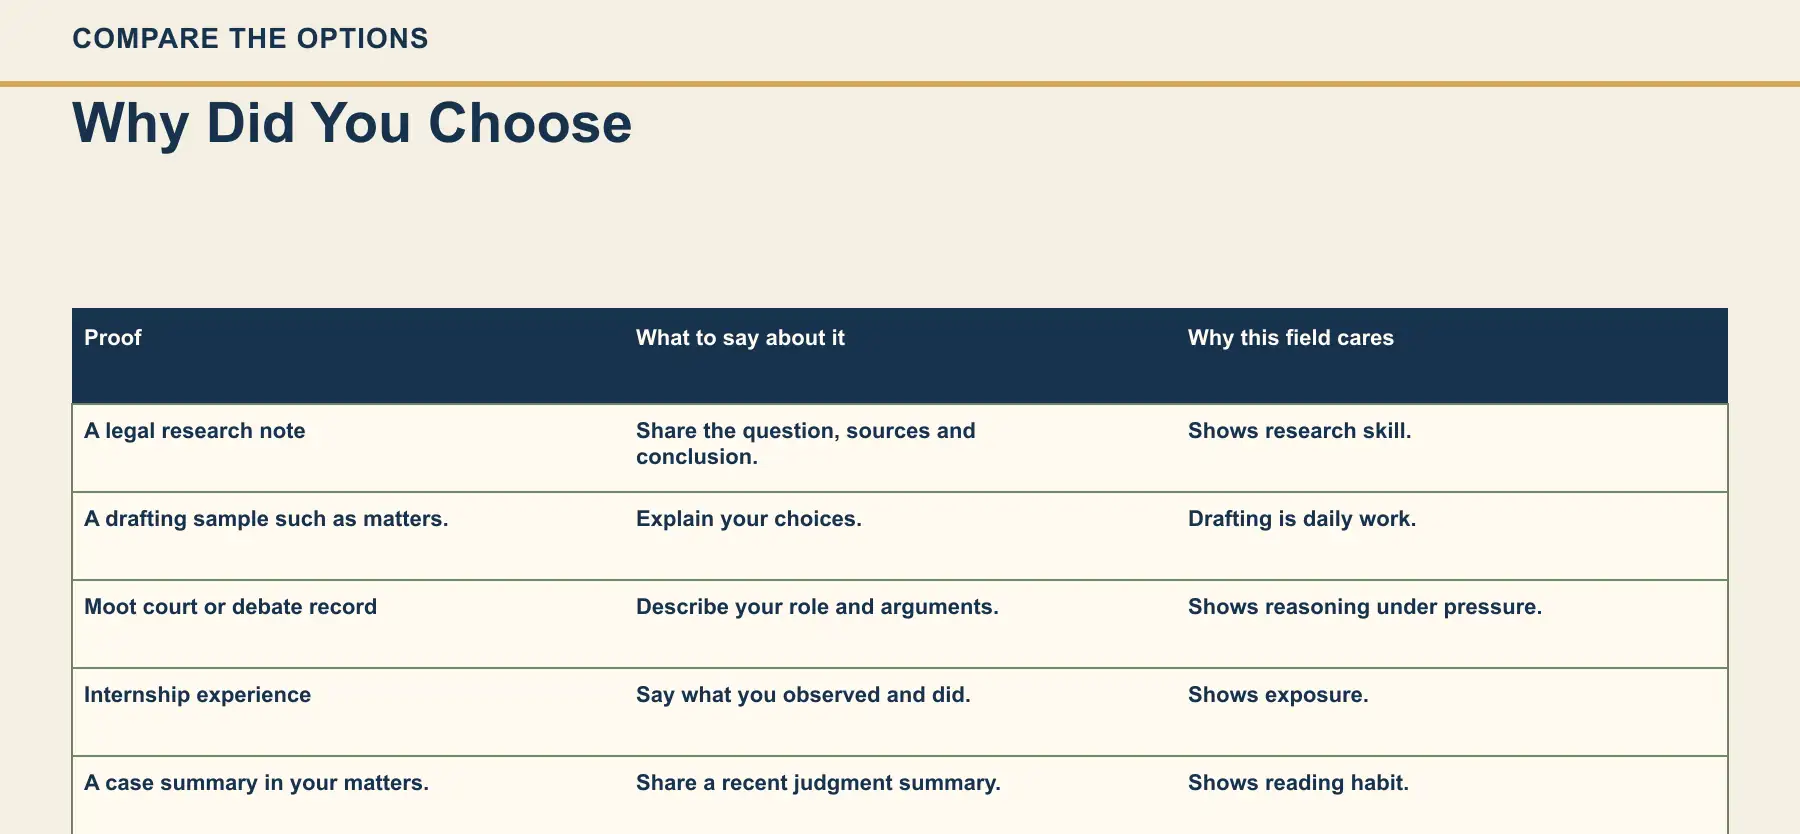 COMPARE THE OPTIONS
Why Did You Choose
Proof What to say about it Why this field cares
A legal research note Share the question, sources and conclusion. Shows research skill.
A drafting sample such as matters. Explain your choices. Drafting is daily work.
Moot court or debate record Describe your role and arguments. Shows reasoning under pressure.
Internship experience Say what you observed and did. Shows exposure.
A case summary in your matters. Share a recent judgment summary. Shows reading habit.